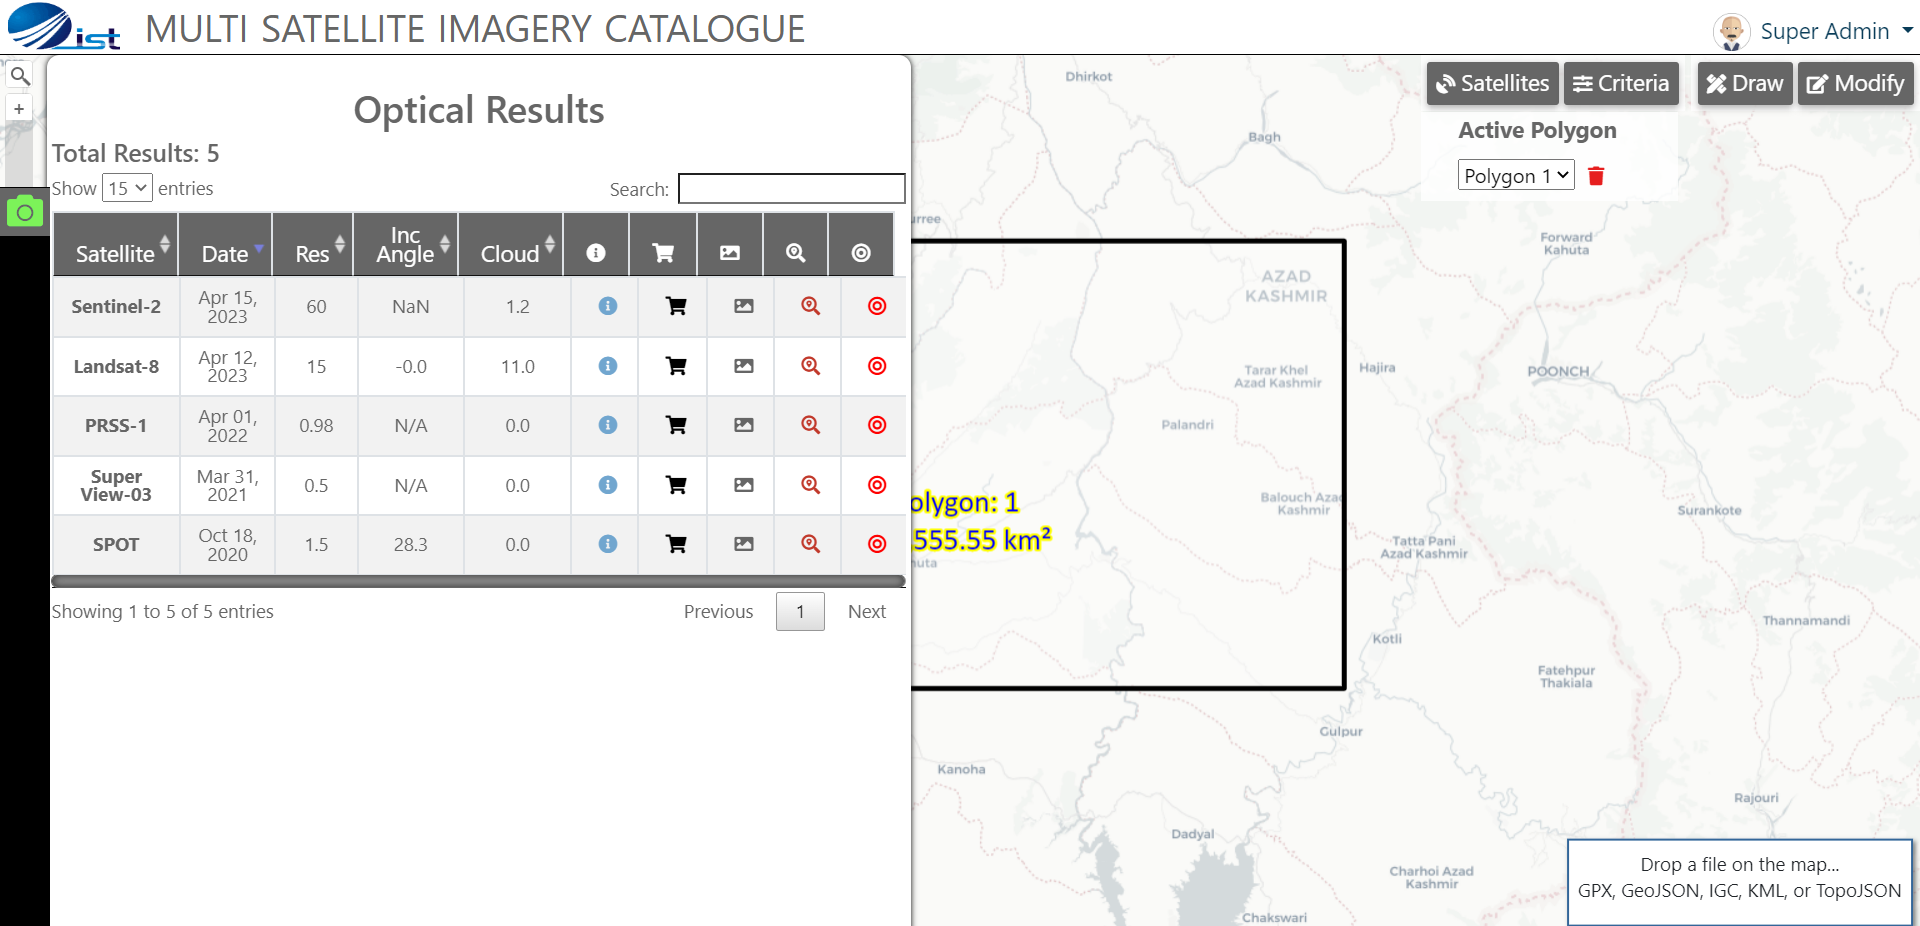 ist
MULTI SATELLITE IMAGERY CATALOGUE
Super Admin
Satellites
Criteria
Draw
Modify
Active Polygon
Polygon 1
Optical Results
Total Results: 5
Show 15 entries
Search:
Satellite Date Res Inc Angle Cloud
Sentinel-2 Apr 15, 2023 60 NaN 1.2
Landsat-8 Apr 12, 2023 15 -0.0 11.0
PRSS-1 Apr 01, 2022 0.98 N/A 0.0
Super View-03 Mar 31, 2021 0.5 N/A 0.0
SPOT Oct 18, 2020 1.5 28.3 0.0
Showing 1 to 5 of 5 entries
Previous 1 Next
Dhirkot
Bagh
urree
Forward
Kahuta
AZAD
KASHMIR
Tarar Khel
Azad Kashmir
Hajira
POONCH
Palandri
Balouch Azad
Kashmir
olygon: 1
555.55 km²
huta
Surankote
Tatta Pani
Azad Kashmir
Thannamandi
Kotli
Fatehpur
Thakiala
Gulpur
Kanoha
Rajouri
Dadyal
Charhoi Azad
Kashmir
Chakswari
Drop a file on the map...
GPX, GeoJSON, IGC, KML, or TopoJSON